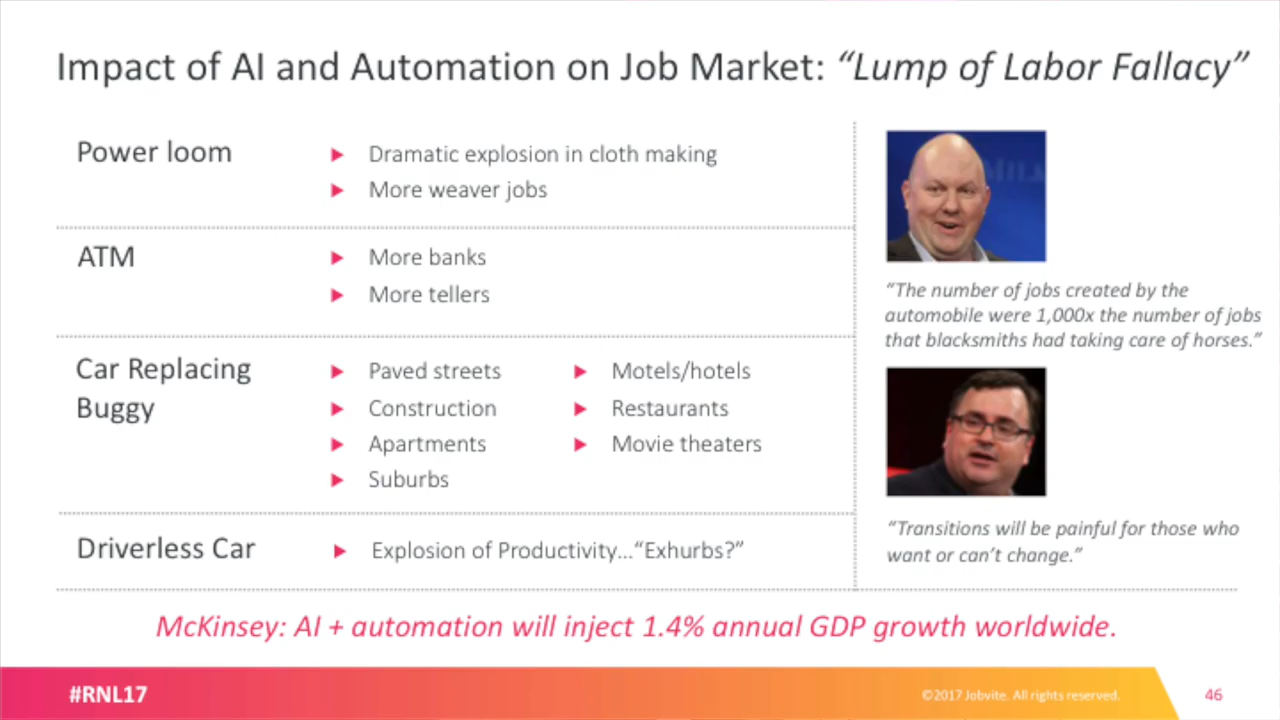 Impact of AI and Automation on Job Market: “Lump of Labor Fallacy”
Power loom
Dramatic explosion in cloth making
More weaver jobs
ATM
More banks
More tellers
Car Replacing
Buggy
Paved streets
Construction
Apartments
Suburbs
Motels/hotels
Restaurants
Movie theaters
Driverless Car
Explosion of Productivity...“Exhurbs?”
“The number of jobs created by the
automobile were 1,000x the number of jobs
that blacksmiths had taking care of horses.”
“Transitions will be painful for those who
want or can’t change.”
McKinsey: AI + automation will inject 1.4% annual GDP growth worldwide.
#RNL17
©2017 Jobvite. All rights reserved.
46